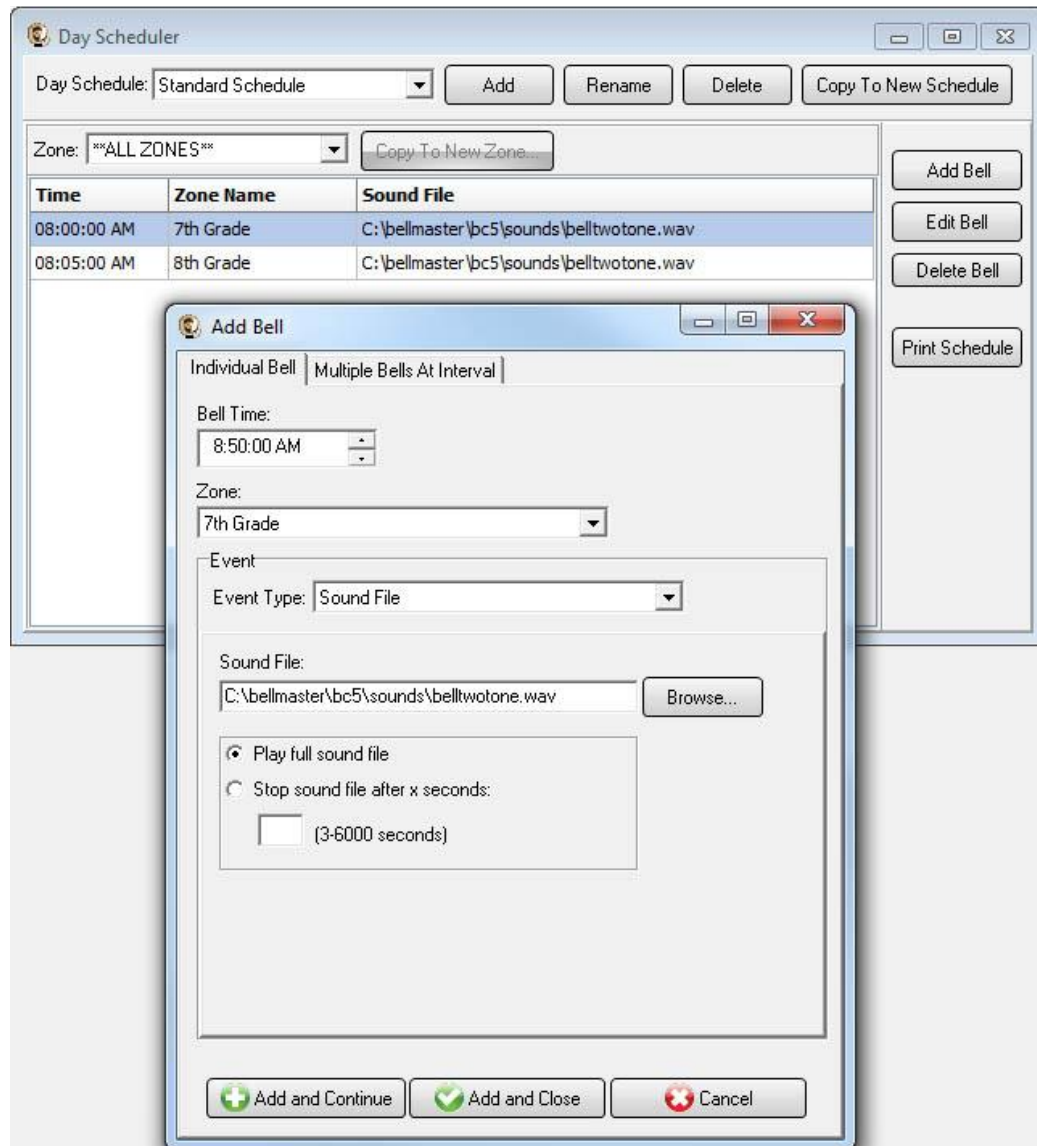 Day Scheduler
Day Schedule: Standard Schedule Add Rename Delete Copy To New Schedule
Zone: **ALL ZONES** Copy To New Zone...
Add Bell
Edit Bell
Delete Bell
Print Schedule
Time Zone Name Sound File
08:00:00 AM 7th Grade C:\bellmaster\bc5\sounds\belltwotone.wav
08:05:00 AM 8th Grade C:\bellmaster\bc5\sounds\belltwotone.wav
Add Bell
Individual Bell Multiple Bells At Interval
Bell Time:
8:50:00 AM
Zone:
7th Grade
Event
Event Type: Sound File
Sound File:
C:\bellmaster\bc5\sounds\belltwotone.wav Browse...
Play full sound file
Stop sound file after x seconds:
(3-6000 seconds)
Add and Continue Add and Close Cancel